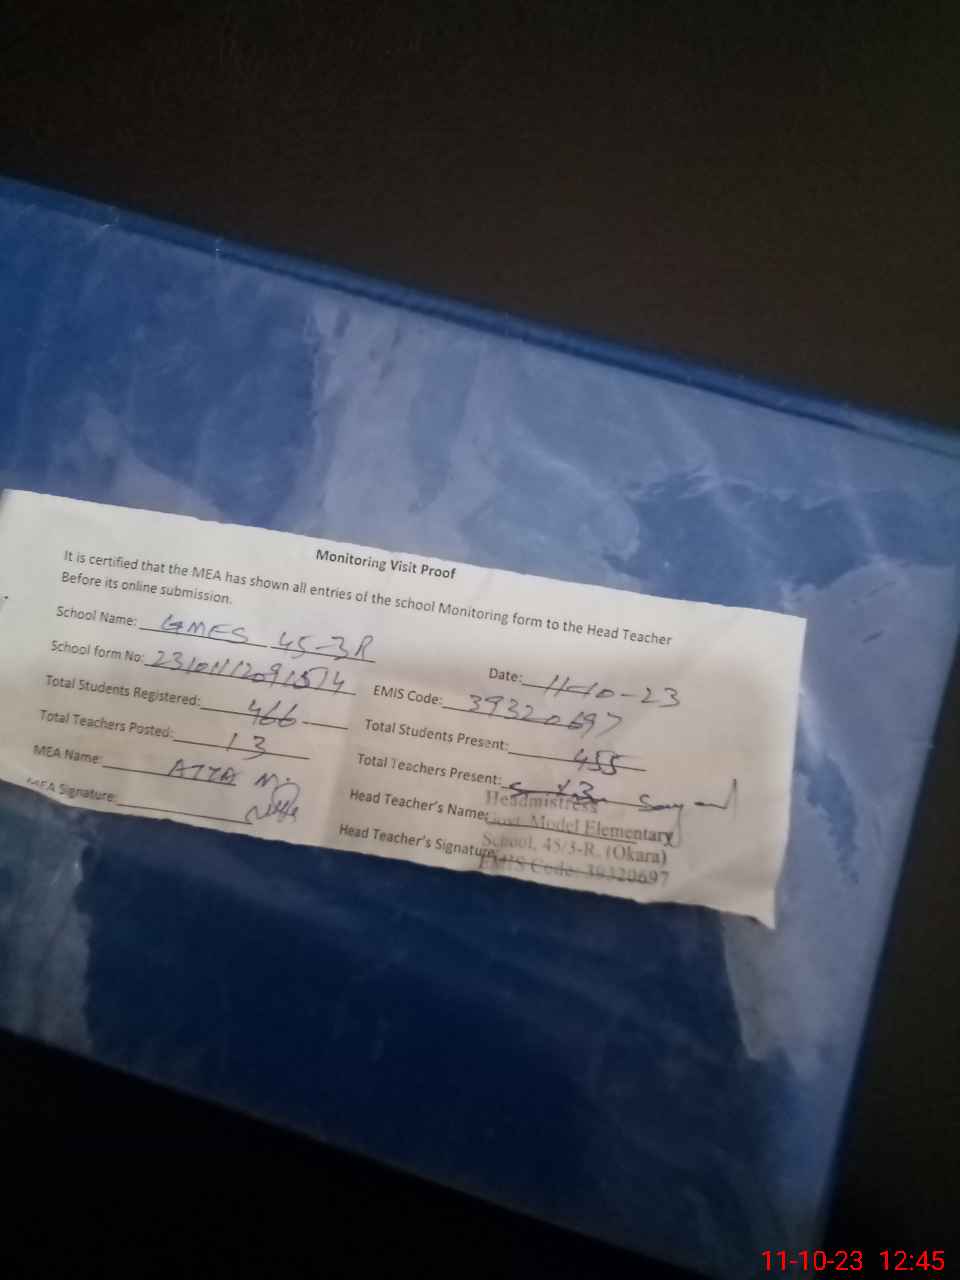 Monitoring Visit Proof
It is certified that the MEA has shown all entries of the school Monitoring form to the Head Teacher
Before its online submission.
School Name: GMES 45-3R
Date: 11-10-23
School form No:
EMIS Code: 39320697
Total Students Registered: 466
Total Students Present: 455
Total Teachers Posted: 13
Total Teachers Present: 13
MEA Name: ATTA
Head Teacher's Name:
MEA Signature:
Head Teacher's Signature:
Headmistress
Govt. Model Elementary
School, 45/3-R, (Okara)
EMIS Code: 39320697
11-10-23 12:45